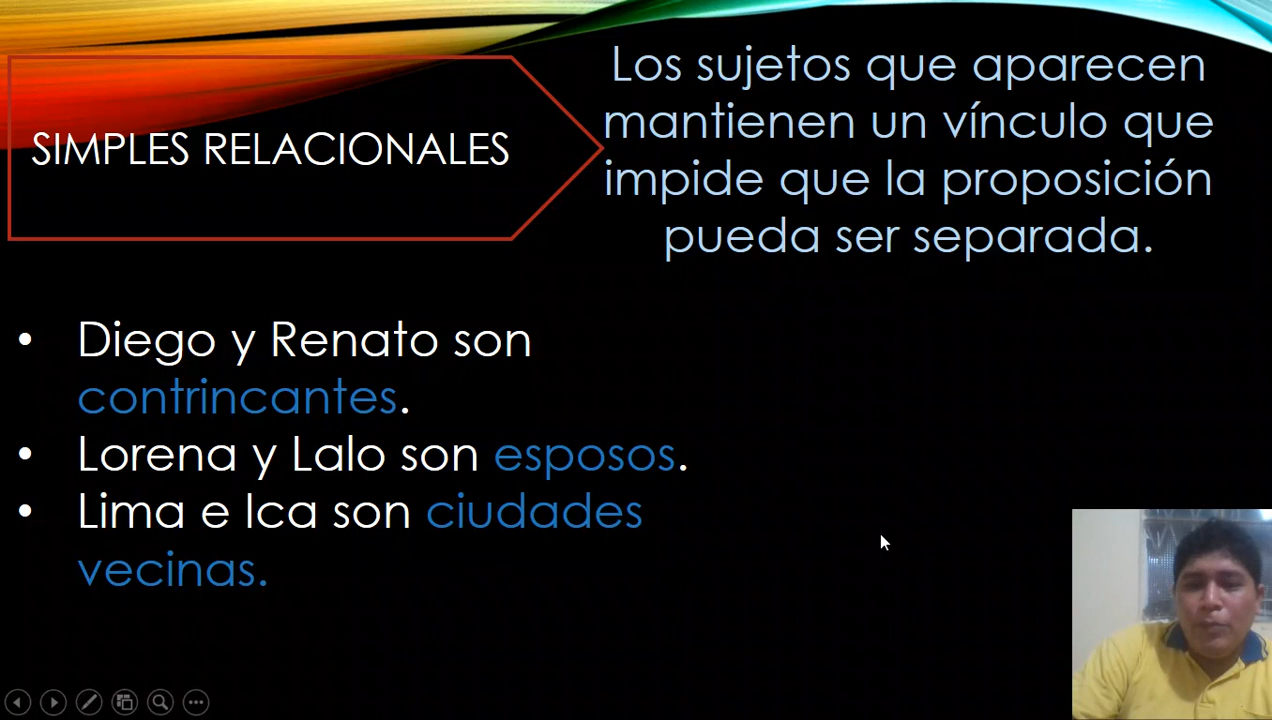 SIMPLES RELACIONALES
Los sujetos que aparecen
mantienen un vínculo que
impide que la proposición
pueda ser separada.
• Diego y Renato son
contrincantes.
• Lorena y Lalo son esposos.
• Lima e Ica son ciudades
vecinas.